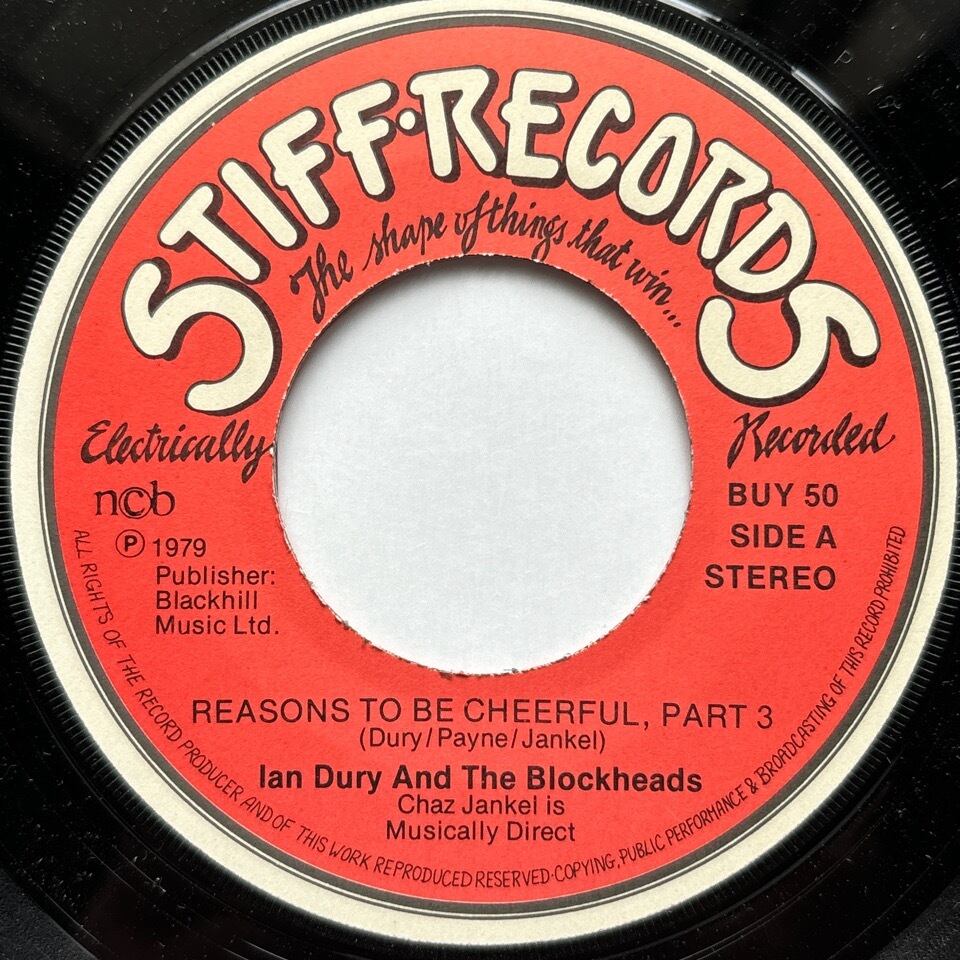 STIFF·RECORDS
The shape of things that win...
Electrically Recorded
ncb
BUY 50
SIDE A
STEREO
Ⓟ 1979
Publisher:
Blackhill
Music Ltd.
REASONS TO BE CHEERFUL, PART 3
(Dury/Payne/Jankel)
Ian Dury And The Blockheads
Chaz Jankel is
Musically Direct
ALL RIGHTS OF THE RECORD PRODUCER AND OF THIS WORK REPRODUCED RESERVED·COPYING, PUBLIC PERFORMANCE & BROADCASTING OF THIS RECORD PROHIBITED